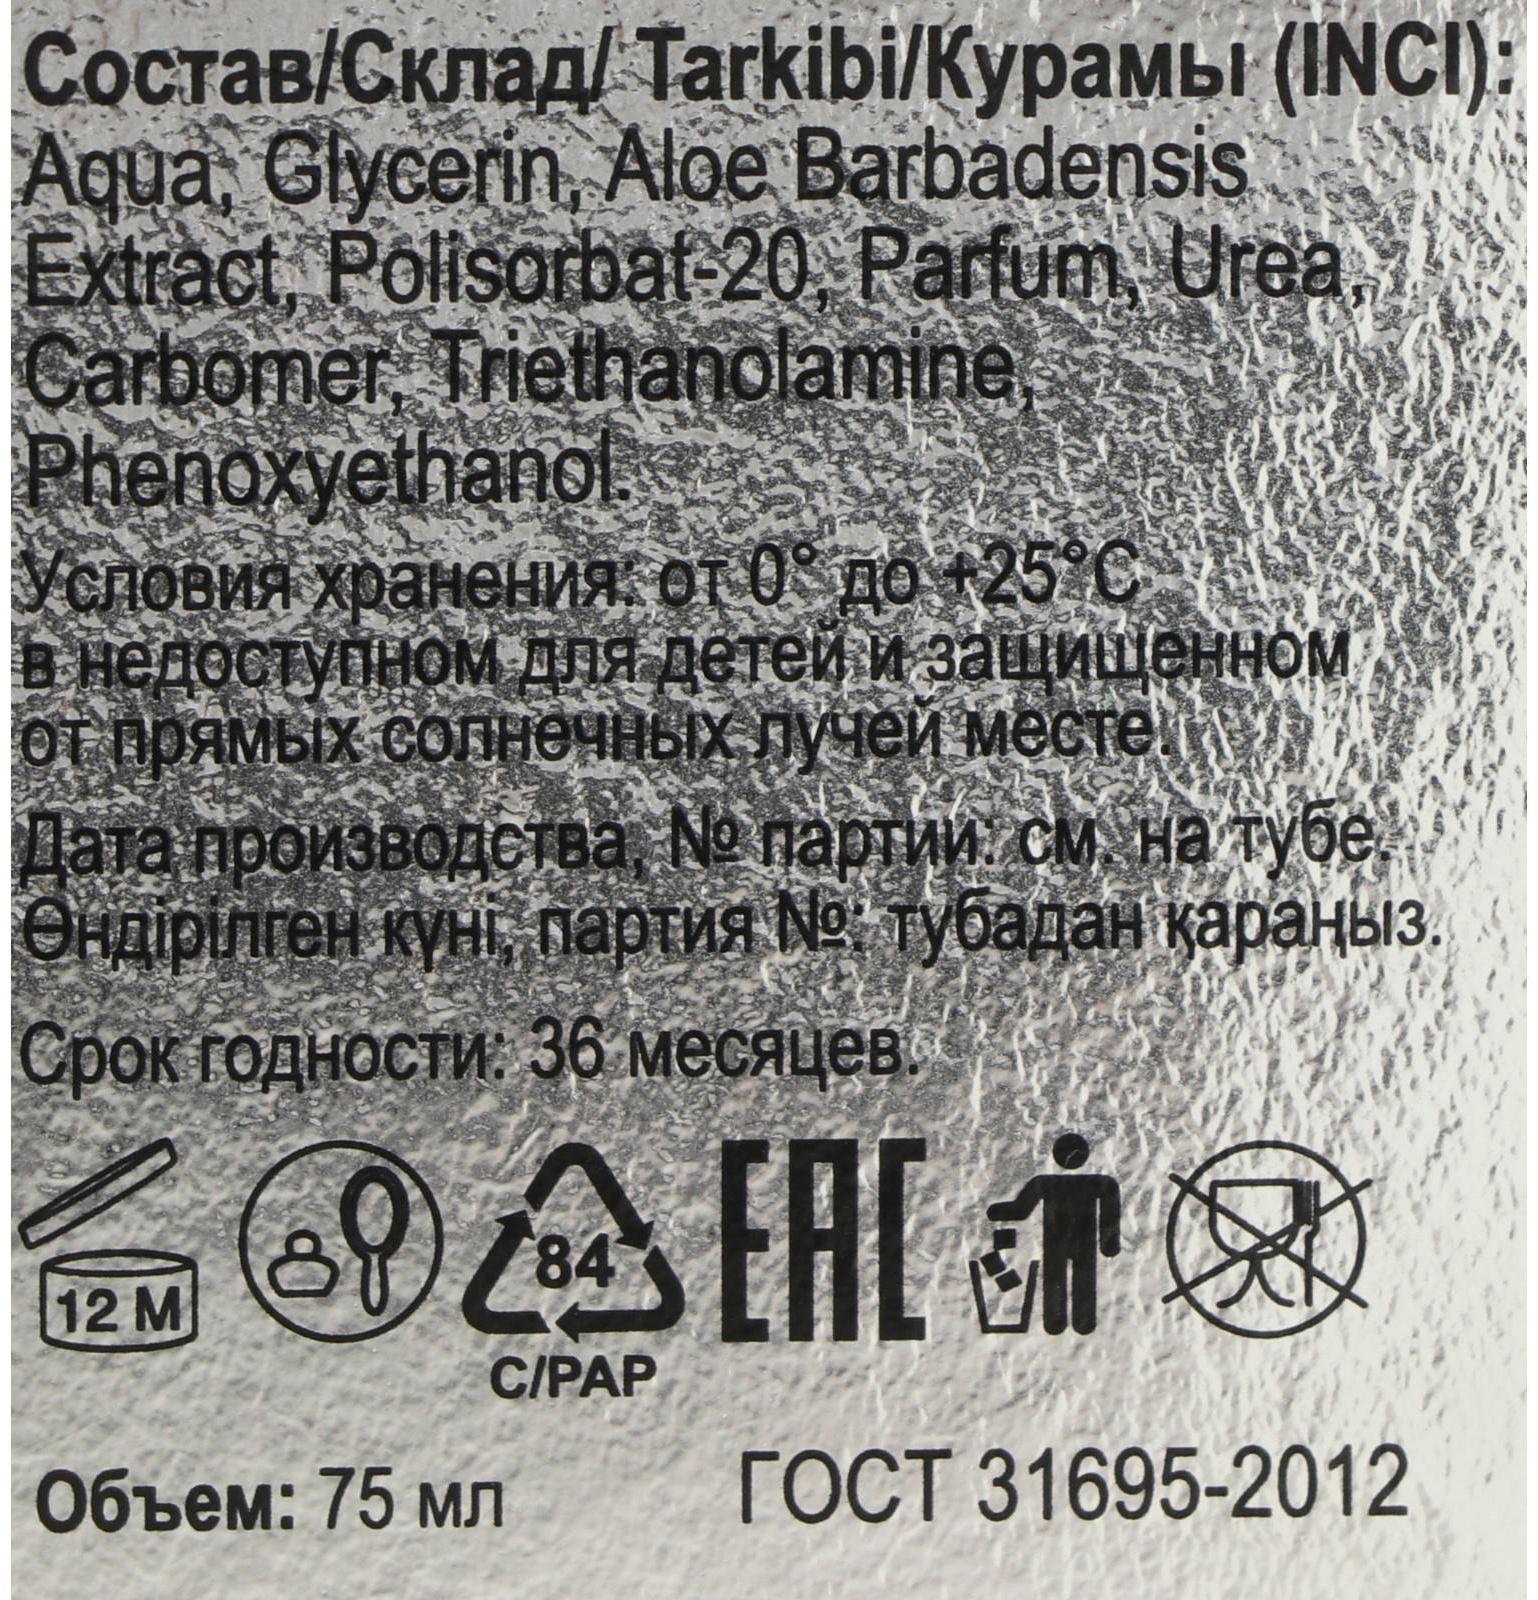 Состав/Склад/ Tarkibi/Курамы (INCI):
Aqua, Glycerin, Aloe Barbadensis
Extract, Polisorbat-20, Parfum, Urea,
Carbomer, Triethanolamine,
Phenoxyethanol.
Условия хранения: от 0° до +25°C
в недоступном для детей и защищенном
от прямых солнечных лучей месте.
Дата производства, № партии: см. на тубе.
Өндірілген күні, партия №: тубадан қараңыз.
Срок годности: 36 месяцев.
12 M
84
EAC
C/PAP
Объем: 75 мл
ГОСТ 31695-2012